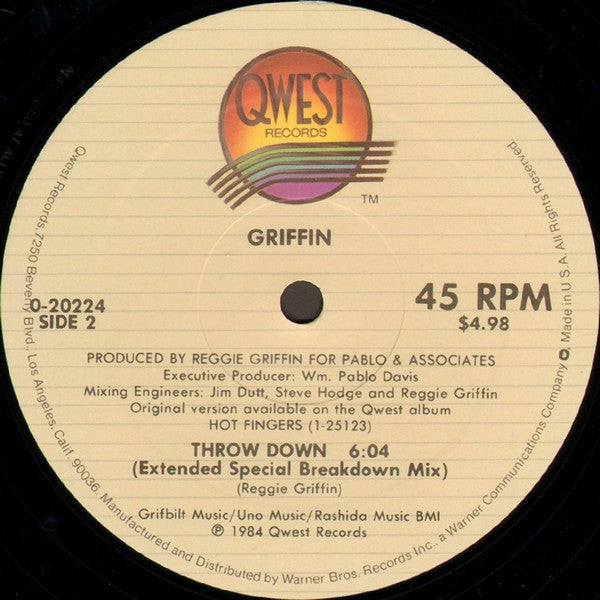 QWEST
RECORDS
TM
GRIFFIN
0-20224
SIDE 2
45 RPM
$4.98
PRODUCED BY REGGIE GRIFFIN FOR PABLO & ASSOCIATES
Executive Producer: Wm. Pablo Davis
Mixing Engineers: Jim Dutt, Steve Hodge and Reggie Griffin
Original version available on the Qwest album
HOT FINGERS (1-25123)
THROW DOWN 6:04
(Extended Special Breakdown Mix)
(Reggie Griffin)
Grifbilt Music/Uno Music/Rashida Music BMI
℗ 1984 Qwest Records
Qwest Records, 7250 Beverly Blvd., Los Angeles, Calif. 90036, Manufactured and Distributed by Warner Bros. Records Inc., a Warner Communications Company. Made in U.S.A. All Rights Reserved.